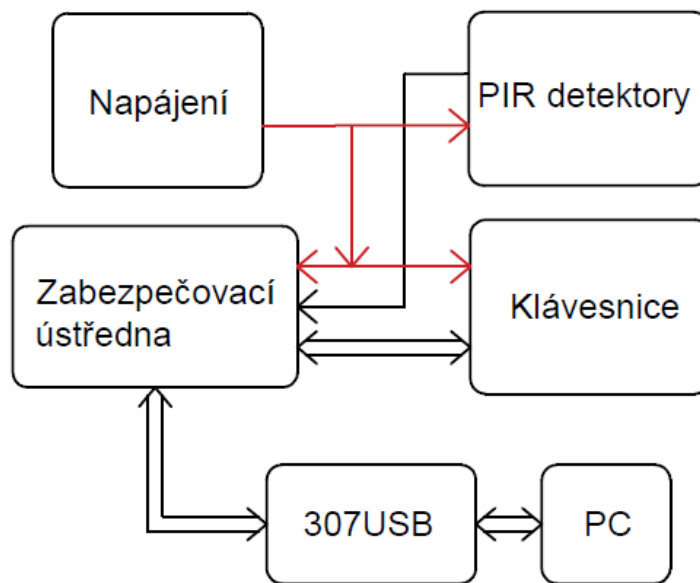 Napájení
PIR detektory
Zabezpečovací
ústředna
Klávesnice
307USB
PC